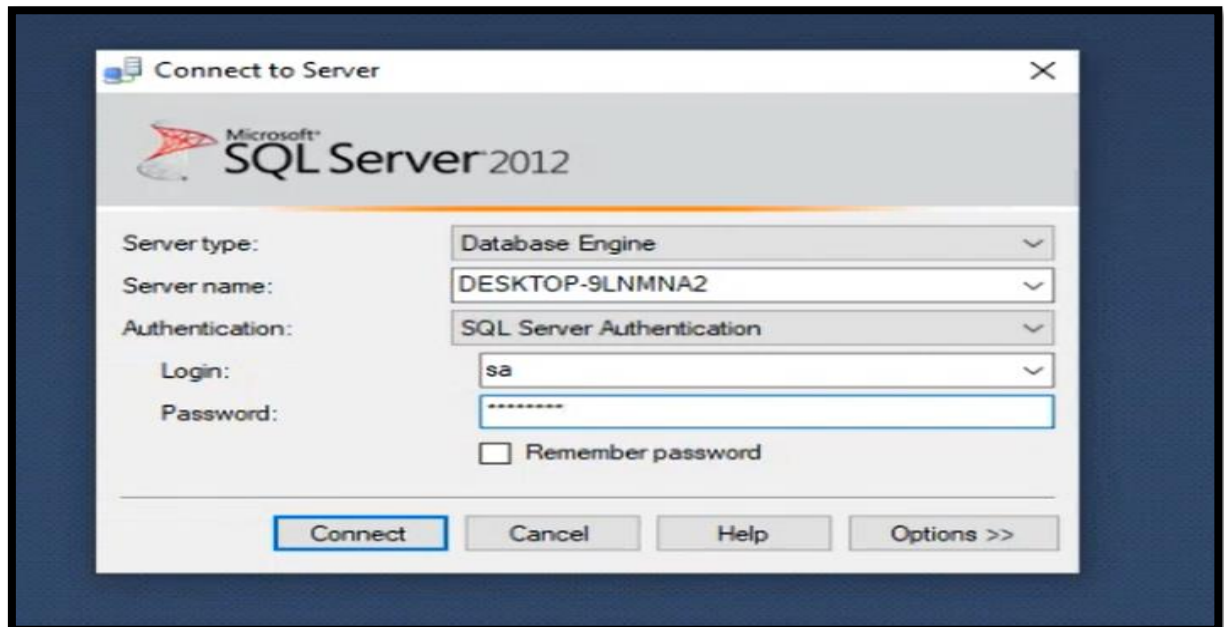 Connect to Server
Microsoft®
SQL Server® 2012
Server type: Database Engine
Server name: DESKTOP-9LNMNA2
Authentication: SQL Server Authentication
Login: sa
Password: ********
Remember password
Connect Cancel Help Options >>